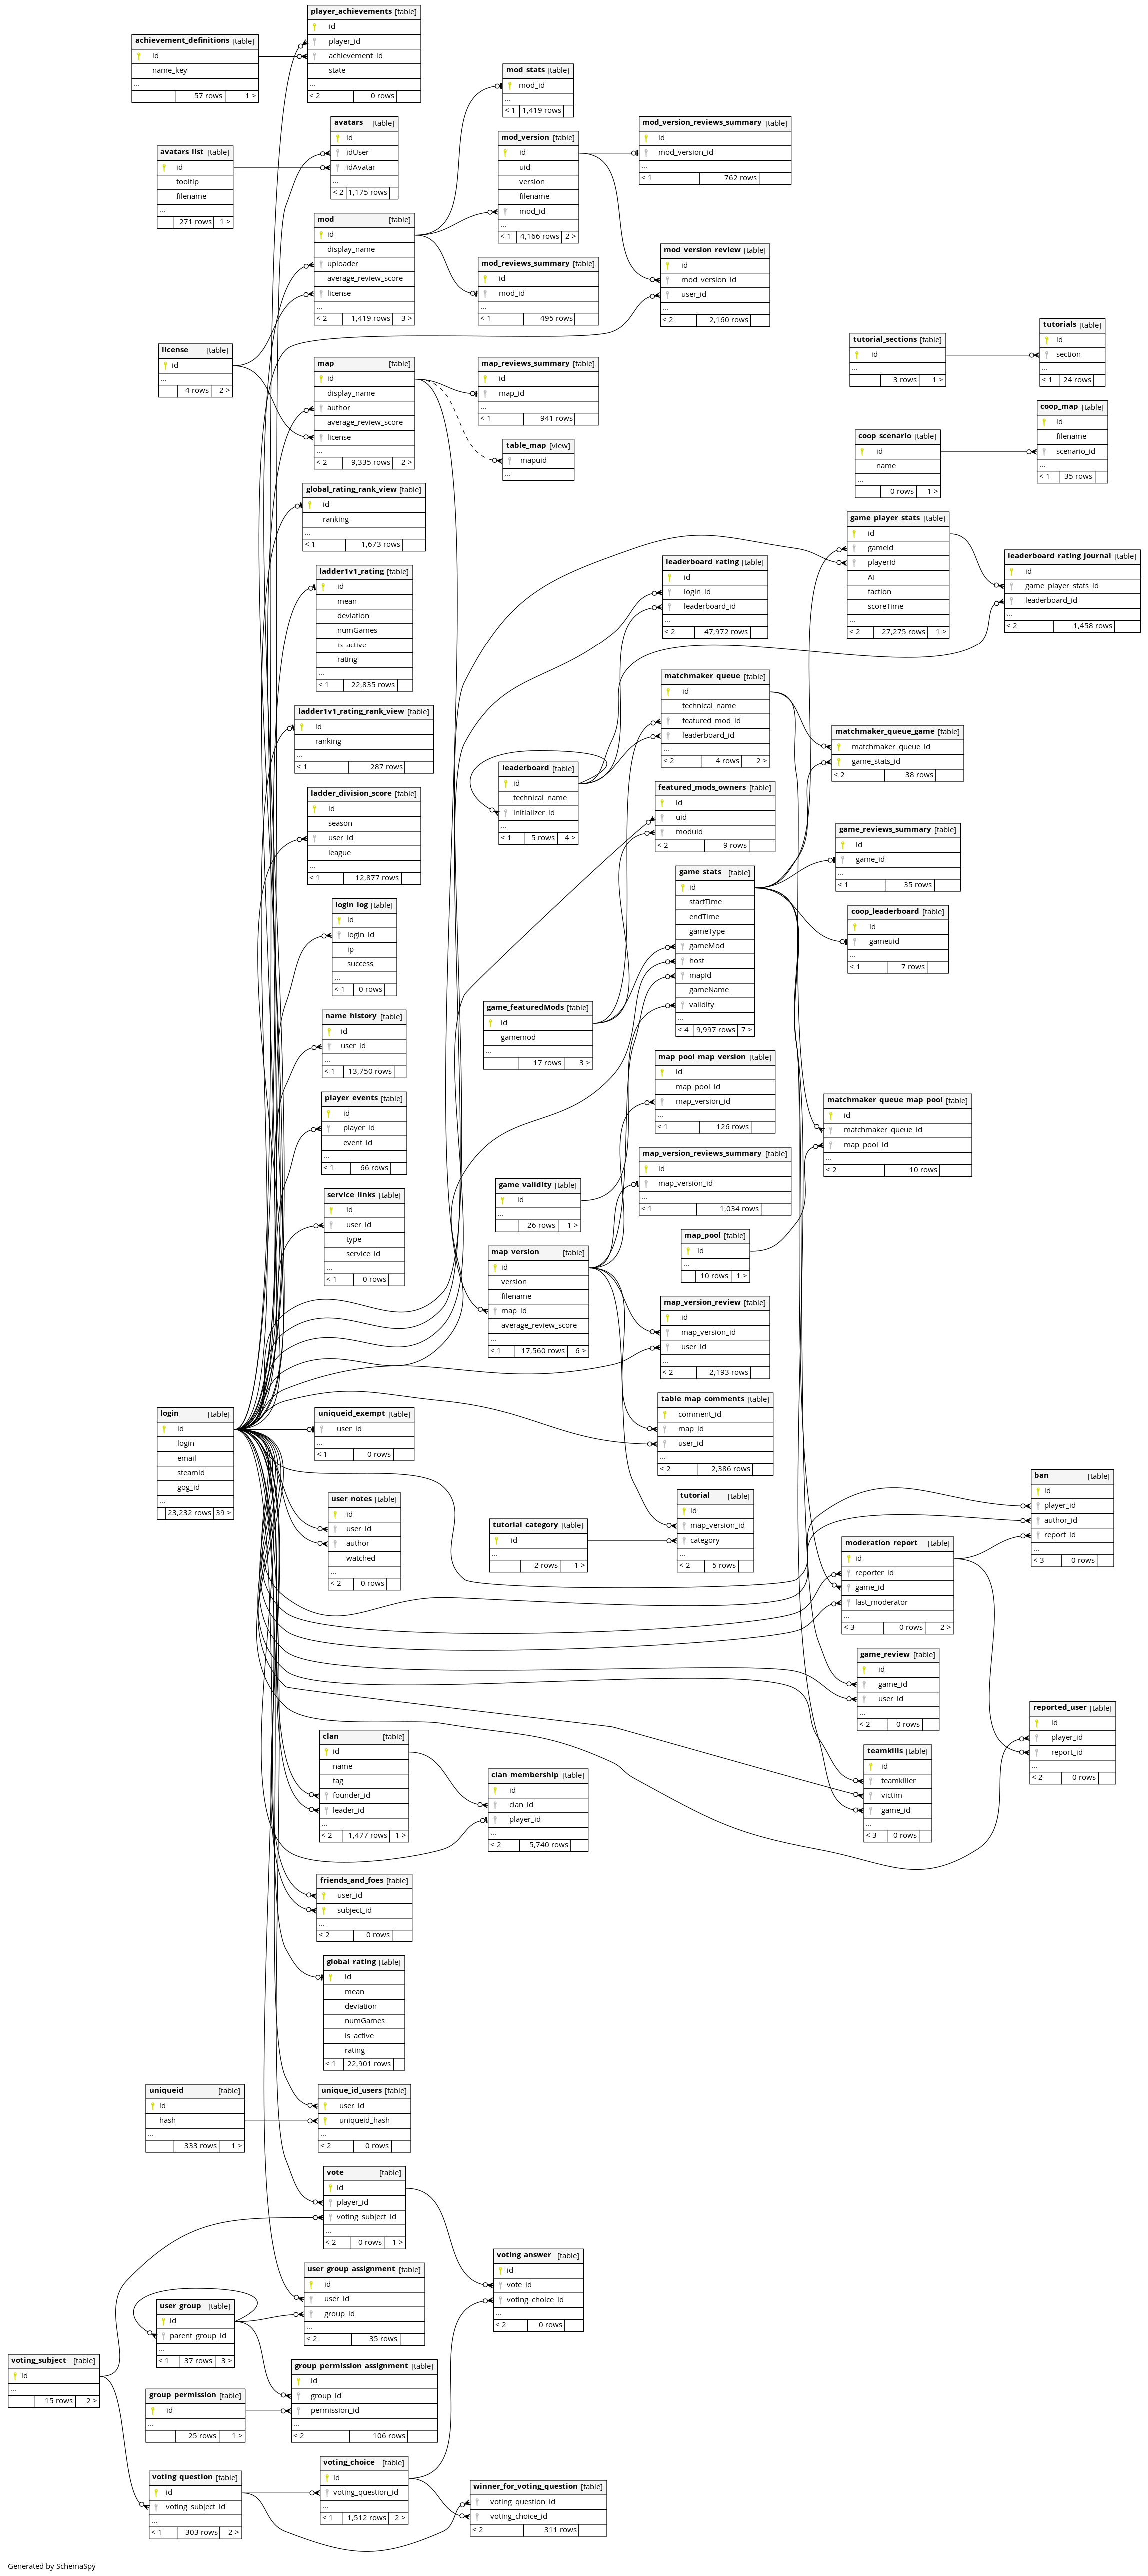 player_achievements [table]
id
player_id
achievement_id
state
...
< 2 0 rows
achievement_definitions [table]
id
name_key
...
57 rows 1 >
mod_stats [table]
mod_id
...
< 1 1,419 rows
avatars [table]
id
idUser
idAvatar
...
< 2 1,175 rows
mod_version_reviews_summary [table]
id
mod_version_id
...
< 1 762 rows
mod_version [table]
id
uid
version
filename
mod_id
...
< 1 4,166 rows 2 >
avatars_list [table]
id
tooltip
filename
...
271 rows 1 >
mod [table]
id
display_name
uploader
average_review_score
license
...
< 2 1,419 rows 3 >
mod_version_review [table]
id
mod_version_id
user_id
...
< 2 2,160 rows
mod_reviews_summary [table]
id
mod_id
...
< 1 495 rows
tutorials [table]
id
section
...
< 1 24 rows
tutorial_sections [table]
id
...
3 rows 1 >
license [table]
id
...
4 rows 2 >
map [table]
id
display_name
author
average_review_score
license
...
< 2 9,335 rows 2 >
map_reviews_summary [table]
id
map_id
...
< 1 941 rows
coop_map [table]
id
filename
scenario_id
...
< 1 35 rows
coop_scenario [table]
id
name
...
0 rows 1 >
table_map [view]
mapuid
...
global_rating_rank_view [table]
id
ranking
...
< 1 1,673 rows
game_player_stats [table]
id
gameId
playerId
AI
faction
scoreTime
...
< 2 27,275 rows 1 >
leaderboard_rating_journal [table]
id
game_player_stats_id
leaderboard_id
...
< 2 1,458 rows
leaderboard_rating [table]
id
login_id
leaderboard_id
...
< 2 47,972 rows
ladder1v1_rating [table]
id
mean
deviation
numGames
is_active
rating
...
< 1 22,835 rows
matchmaker_queue [table]
id
technical_name
featured_mod_id
leaderboard_id
...
< 2 4 rows 2 >
ladder1v1_rating_rank_view [table]
id
ranking
...
< 1 287 rows
matchmaker_queue_game [table]
matchmaker_queue_id
game_stats_id
< 2 38 rows
leaderboard [table]
id
technical_name
initializer_id
...
< 1 5 rows 4 >
featured_mods_owners [table]
id
uid
moduid
< 2 9 rows
ladder_division_score [table]
id
season
user_id
league
...
< 1 12,877 rows
game_reviews_summary [table]
id
game_id
...
< 1 35 rows
game_stats [table]
id
startTime
endTime
gameType
gameMod
host
mapId
gameName
validity
...
< 4 9,997 rows 7 >
login_log [table]
id
login_id
ip
success
...
< 1 0 rows
coop_leaderboard [table]
id
gameuid
...
< 1 7 rows
game_featuredMods [table]
id
gamemod
...
17 rows 3 >
name_history [table]
id
user_id
...
< 1 13,750 rows
map_pool_map_version [table]
id
map_pool_id
map_version_id
...
< 1 126 rows
player_events [table]
id
player_id
event_id
...
< 1 66 rows
matchmaker_queue_map_pool [table]
id
matchmaker_queue_id
map_pool_id
...
< 2 10 rows
map_version_reviews_summary [table]
id
map_version_id
...
< 1 1,034 rows
game_validity [table]
id
...
26 rows 1 >
service_links [table]
id
user_id
type
service_id
...
< 1 0 rows
map_pool [table]
id
...
10 rows 1 >
map_version [table]
id
version
filename
map_id
average_review_score
...
< 1 17,560 rows 6 >
map_version_review [table]
id
map_version_id
user_id
...
< 2 2,193 rows
table_map_comments [table]
comment_id
map_id
user_id
...
< 2 2,386 rows
login [table]
id
login
email
steamid
gog_id
...
23,232 rows 39 >
uniqueid_exempt [table]
user_id
...
< 1 0 rows
ban [table]
id
player_id
author_id
report_id
...
< 3 0 rows
tutorial [table]
id
map_version_id
category
...
< 2 5 rows
user_notes [table]
id
user_id
author
watched
...
< 2 0 rows
tutorial_category [table]
id
...
2 rows 1 >
moderation_report [table]
id
reporter_id
game_id
last_moderator
...
< 3 0 rows 2 >
game_review [table]
id
game_id
user_id
...
< 2 0 rows
reported_user [table]
id
player_id
report_id
...
< 2 0 rows
clan [table]
id
name
tag
founder_id
leader_id
...
< 2 1,477 rows 1 >
teamkills [table]
id
teamkiller
victim
game_id
...
< 3 0 rows
clan_membership [table]
id
clan_id
player_id
...
< 2 5,740 rows
friends_and_foes [table]
user_id
subject_id
...
< 2 0 rows
global_rating [table]
id
mean
deviation
numGames
is_active
rating
< 1 22,901 rows
uniqueid [table]
id
hash
...
333 rows 1 >
unique_id_users [table]
user_id
uniqueid_hash
...
< 2 0 rows
vote [table]
id
player_id
voting_subject_id
...
< 2 0 rows 1 >
voting_answer [table]
id
vote_id
voting_choice_id
...
< 2 0 rows
user_group_assignment [table]
id
user_id
group_id
...
< 2 35 rows
user_group [table]
id
parent_group_id
...
< 1 37 rows 3 >
voting_subject [table]
id
...
15 rows 2 >
group_permission_assignment [table]
id
group_id
permission_id
...
< 2 106 rows
group_permission [table]
id
...
25 rows 1 >
voting_choice [table]
id
voting_question_id
...
< 1 1,512 rows 2 >
voting_question [table]
id
voting_subject_id
...
< 1 303 rows 2 >
winner_for_voting_question [table]
voting_question_id
voting_choice_id
< 2 311 rows
Generated by SchemaSpy